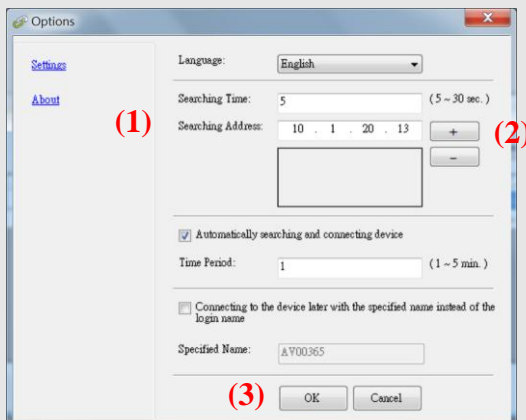 Options
Settings
About
Language:
English
Searching Time:
5
(5 ~ 30 sec.)
(1)
Searching Address:
10 . 1 . 20 . 13
+
(2)
-
Automatically searching and connecting device
Time Period:
1
(1 ~ 5 min.)
Connecting to the device later with the specified name instead of the
login name
Specified Name:
AV00365
(3)
OK
Cancel